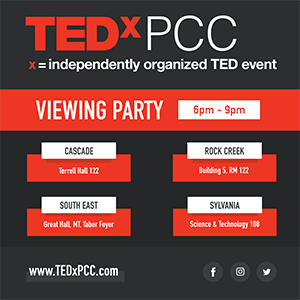 TEDxPCC
x = independently organized TED event
VIEWING PARTY
6pm - 9pm
CASCADE
Terrell Hall 122
ROCK CREEK
Building 5, RM 122
SOUTH EAST
Great Hall, MT. Tabor Foyer
SYLVANIA
Science & Technology 108
www.TEDxPCC.com